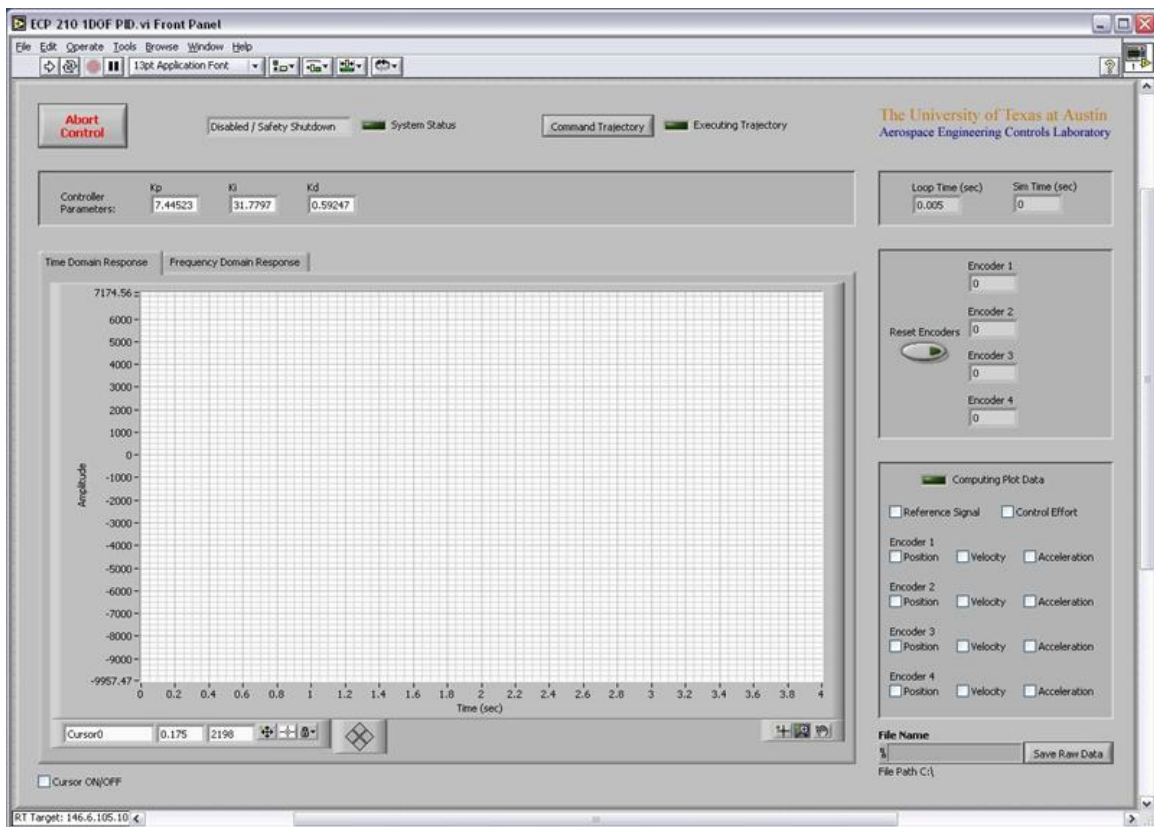 ECP 210 1DOF PID.vi Front Panel
File Edit Operate Tools Browse Window Help
13pt Application Font
1
Abort Control
Disabled / Safety Shutdown
System Status
Command Trajectory
Executing Trajectory
The University of Texas at Austin
Aerospace Engineering Controls Laboratory
Controller Parameters:
Kp Ki Kd
7.44523 31.7797 0.59247
Loop Time (sec) Sim Time (sec)
0.005 0
Time Domain Response Frequency Domain Response
7174.56
6000
5000
4000
3000
2000
1000
0
-1000
-2000
-3000
-4000
-5000
-6000
-7000
-8000
-9000
-9957.47
Amplitude
0 0.2 0.4 0.6 0.8 1 1.2 1.4 1.6 1.8 2 2.2 2.4 2.6 2.8 3 3.2 3.4 3.6 3.8 4
Time (sec)
Cursor0 0.175 2198
Cursor ON/OFF
Encoder 1
0
Encoder 2
0
Reset Encoders
Encoder 3
0
Encoder 4
0
Computing Plot Data
Reference Signal Control Effort
Encoder 1
Position Velocity Acceleration
Encoder 2
Position Velocity Acceleration
Encoder 3
Position Velocity Acceleration
Encoder 4
Position Velocity Acceleration
File Name
Save Raw Data
File Path C:\
RT Target: 146.6.105.10